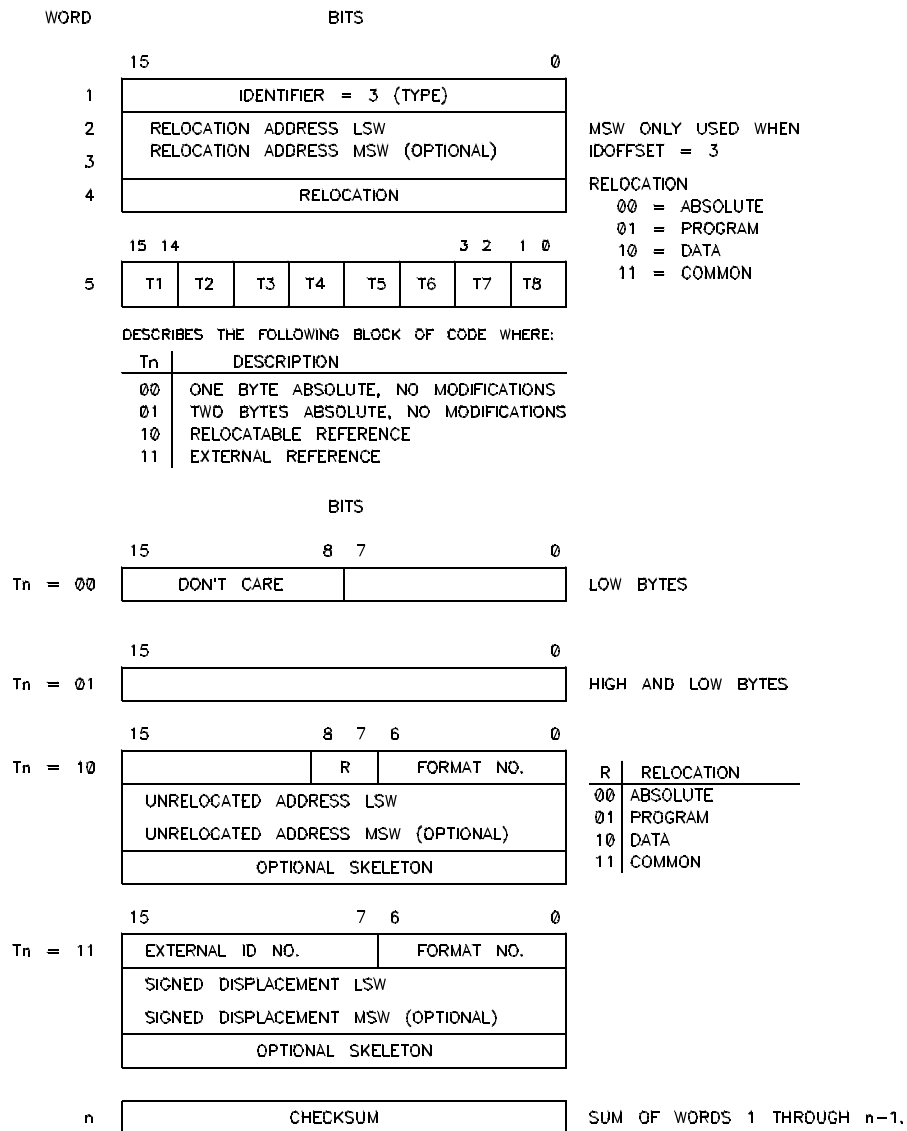 WORD BITS
15 0
1 IDENTIFIER = 3 (TYPE)
2 RELOCATION ADDRESS LSW MSW ONLY USED WHEN
3 RELOCATION ADDRESS MSW (OPTIONAL) IDOFFSET = 3
4 RELOCATION RELOCATION
00 = ABSOLUTE
01 = PROGRAM
10 = DATA
11 = COMMON
15 14 3 2 1 0
5 T1 T2 T3 T4 T5 T6 T7 T8
DESCRIBES THE FOLLOWING BLOCK OF CODE WHERE:
Tn DESCRIPTION
00 ONE BYTE ABSOLUTE, NO MODIFICATIONS
01 TWO BYTES ABSOLUTE, NO MODIFICATIONS
10 RELOCATABLE REFERENCE
11 EXTERNAL REFERENCE
BITS
15 8 7 0
Tn = 00 DON'T CARE LOW BYTES
15 0
Tn = 01 HIGH AND LOW BYTES
15 8 7 6 0
Tn = 10 R FORMAT NO. R RELOCATION
UNRELOCATED ADDRESS LSW 00 ABSOLUTE
01 PROGRAM
UNRELOCATED ADDRESS MSW (OPTIONAL) 10 DATA
OPTIONAL SKELETON 11 COMMON
15 7 6 0
Tn = 11 EXTERNAL ID NO. FORMAT NO.
SIGNED DISPLACEMENT LSW
SIGNED DISPLACEMENT MSW (OPTIONAL)
OPTIONAL SKELETON
n CHECKSUM SUM OF WORDS 1 THROUGH n-1.